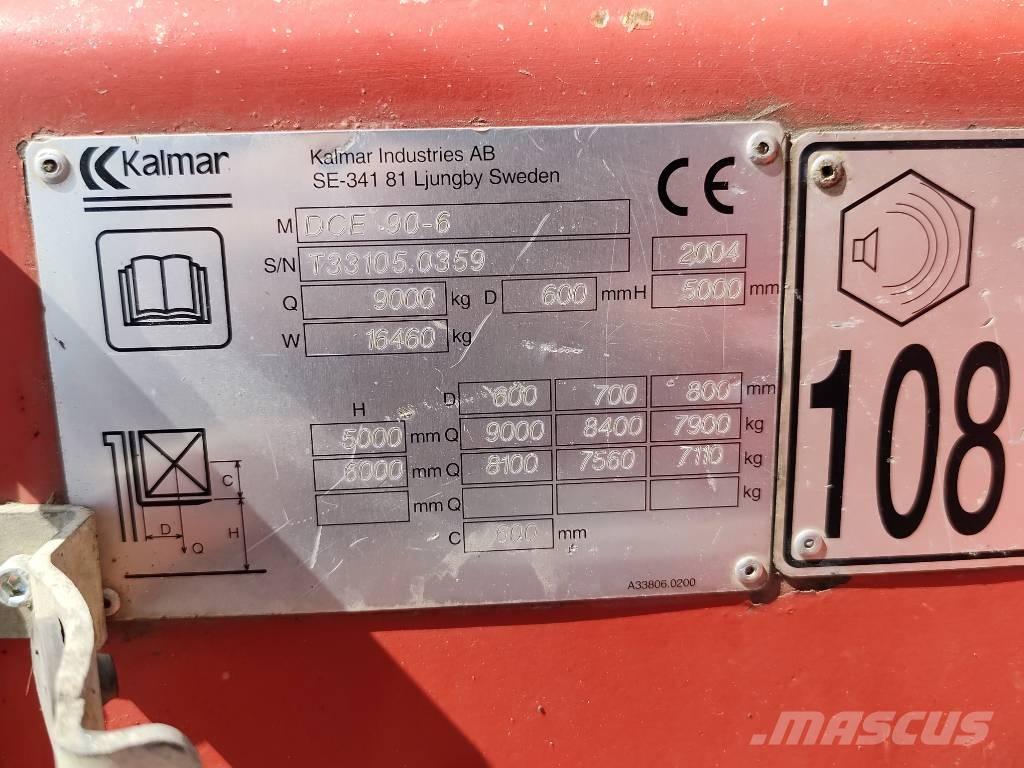 Kalmar
Kalmar Industries AB
SE-341 81 Ljungby Sweden
CE
M DCE 90-6
S/N T33105.0359 2004
Q 9000 kg D 600 mm H 5000 mm
W 16460 kg
H D 600 700 800 mm
5000 mm Q 9000 8400 7900 kg
6000 mm Q 8100 7560 7110 kg
mm Q kg
C 600 mm
C
D
H
Q
A33806.0200
108
MASCUS